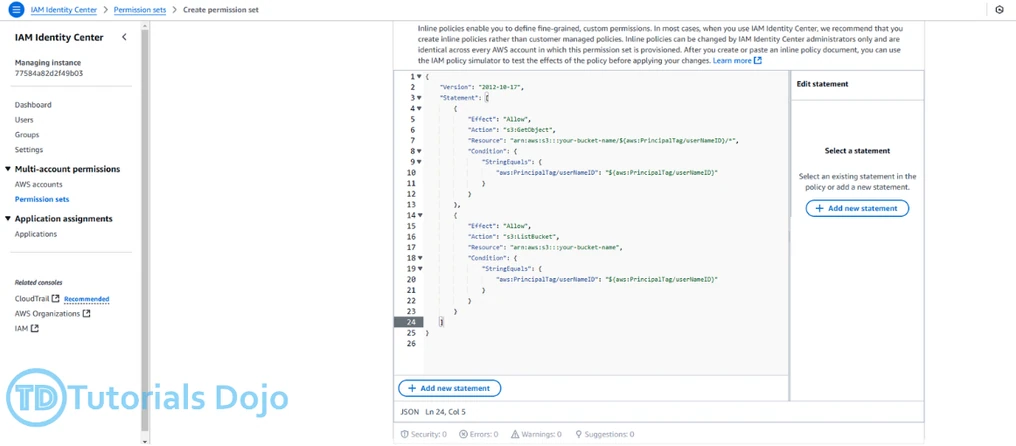 IAM Identity Center > Permission sets > Create permission set
IAM Identity Center
Managing instance
77584a82d2f49b03
Dashboard
Users
Groups
Settings
Multi-account permissions
AWS accounts
Permission sets
Application assignments
Applications
Related consoles
CloudTrail Recommended
AWS Organizations
IAM
Inline policies enable you to define fine-grained, custom permissions. In most cases, when you use IAM Identity Center, we recommend that you
create inline policies rather than customer managed policies. Inline policies can be changed by IAM Identity Center administrators only and are
identical across every AWS account in which this permission set is provisioned. After you create or paste an inline policy document, you can use
the IAM policy simulator to test the effects of the policy before applying your changes. Learn more
1 {
2 "Version": "2012-10-17",
3 "Statement": [
4 {
5 "Effect": "Allow",
6 "Action": "s3:GetObject",
7 "Resource": "arn:aws:s3:::your-bucket-name/${aws:PrincipalTag/userNameID}/*",
8 "Condition": {
9 "StringEquals": {
10 "aws:PrincipalTag/userNameID": "${aws:PrincipalTag/userNameID}"
11 }
12 }
13 },
14 {
15 "Effect": "Allow",
16 "Action": "s3:ListBucket",
17 "Resource": "arn:aws:s3:::your-bucket-name",
18 "Condition": {
19 "StringEquals": {
20 "aws:PrincipalTag/userNameID": "${aws:PrincipalTag/userNameID}"
21 }
22 }
23 }
24 ]
25 }
26
Edit statement
Select a statement
Select an existing statement in the
policy or add a new statement.
+ Add new statement
+ Add new statement
JSON Ln 24, Col 5
Security: 0 Errors: 0 Warnings: 0 Suggestions: 0
TD Tutorials Dojo